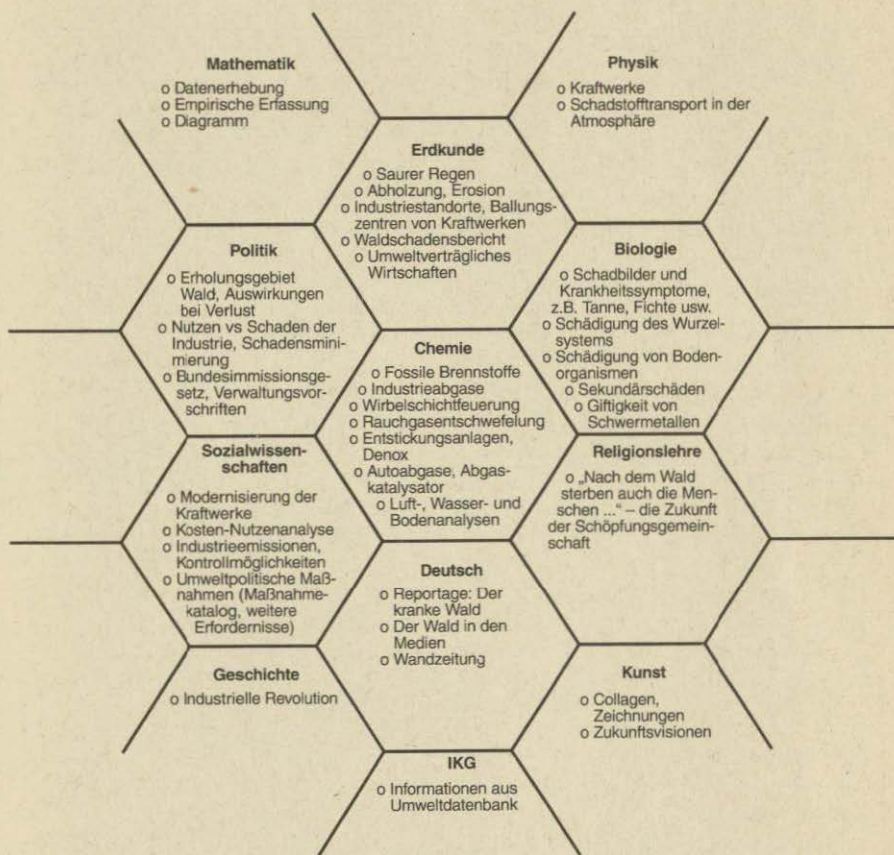 Mathematik
o Datenerhebung
o Empirische Erfassung
o Diagramm
Physik
o Kraftwerke
o Schadstofftransport in der
Atmosphäre
Erdkunde
o Saurer Regen
o Abholzung, Erosion
o Industriestandorte, Ballungs-
zentren von Kraftwerken
o Waldschadensbericht
o Umweltverträgliches
Wirtschaften
Politik
o Erholungsgebiet
Wald, Auswirkungen
bei Verlust
o Nutzen vs Schaden der
Industrie, Schadensmini-
mierung
o Bundesimmissionsge-
setz, Verwaltungsvor-
schriften
Biologie
o Schadbilder und
Krankheitssymptome,
z.B. Tanne, Fichte usw.
o Schädigung des Wurzel-
systems
o Schädigung von Boden-
organismen
o Sekundärschäden
o Giftigkeit von
Schwermetallen
Chemie
o Fossile Brennstoffe
o Industrieabgase
o Wirbelschichtfeuerung
o Rauchgasentschwefelung
o Entstickungsanlagen,
Denox
o Autoabgase, Abgas-
katalysator
o Luft-, Wasser- und
Bodenanalysen
Sozialwissen-
schaften
o Modernisierung der
Kraftwerke
o Kosten-Nutzenanalyse
o Industrieemissionen,
Kontrollmöglichkeiten
o Umweltpolitische Maß-
nahmen (Maßnahme-
katalog, weitere
Erfordernisse)
Religionslehre
o „Nach dem Wald
sterben auch die Men-
schen ...“ – die Zukunft
der Schöpfungsgemein-
schaft
Deutsch
o Reportage: Der
kranke Wald
o Der Wald in den
Medien
o Wandzeitung
Geschichte
o Industrielle Revolution
Kunst
o Collagen,
Zeichnungen
o Zukunftsvisionen
IKG
o Informationen aus
Umweltdatenbank